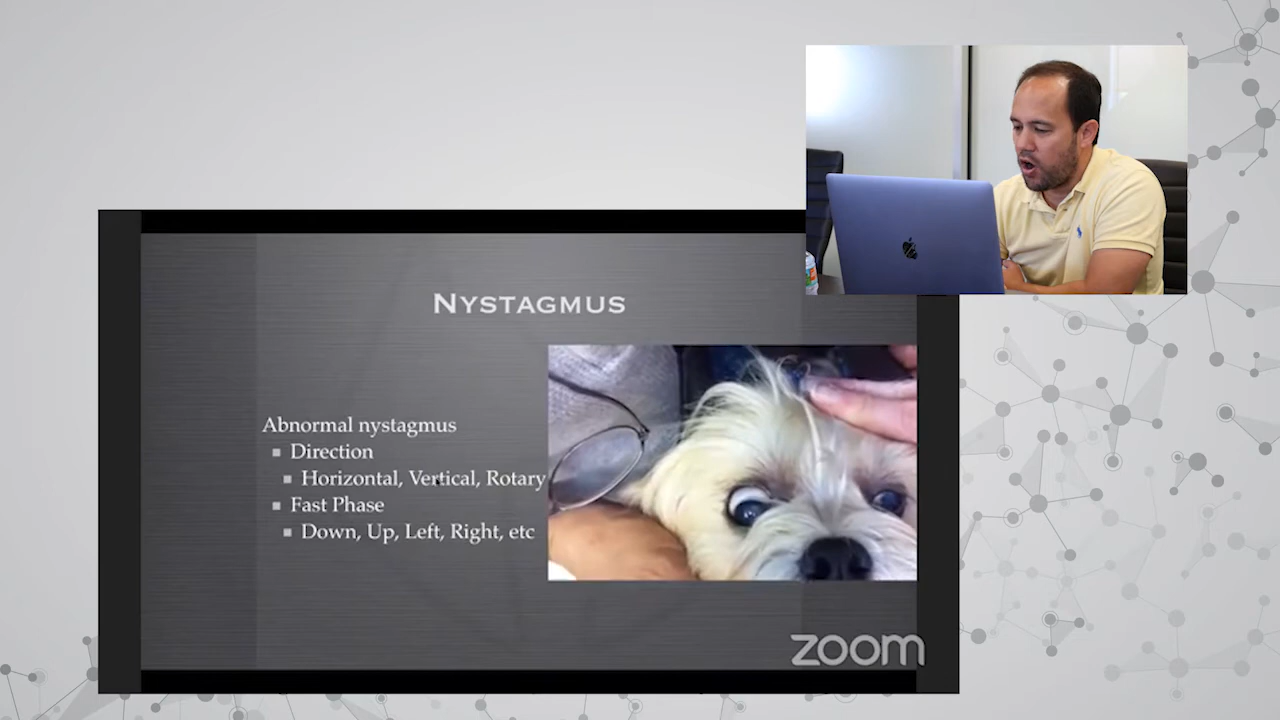 Nystagmus
Abnormal nystagmus
Direction
Horizontal, Vertical, Rotary
Fast Phase
Down, Up, Left, Right, etc
zoom